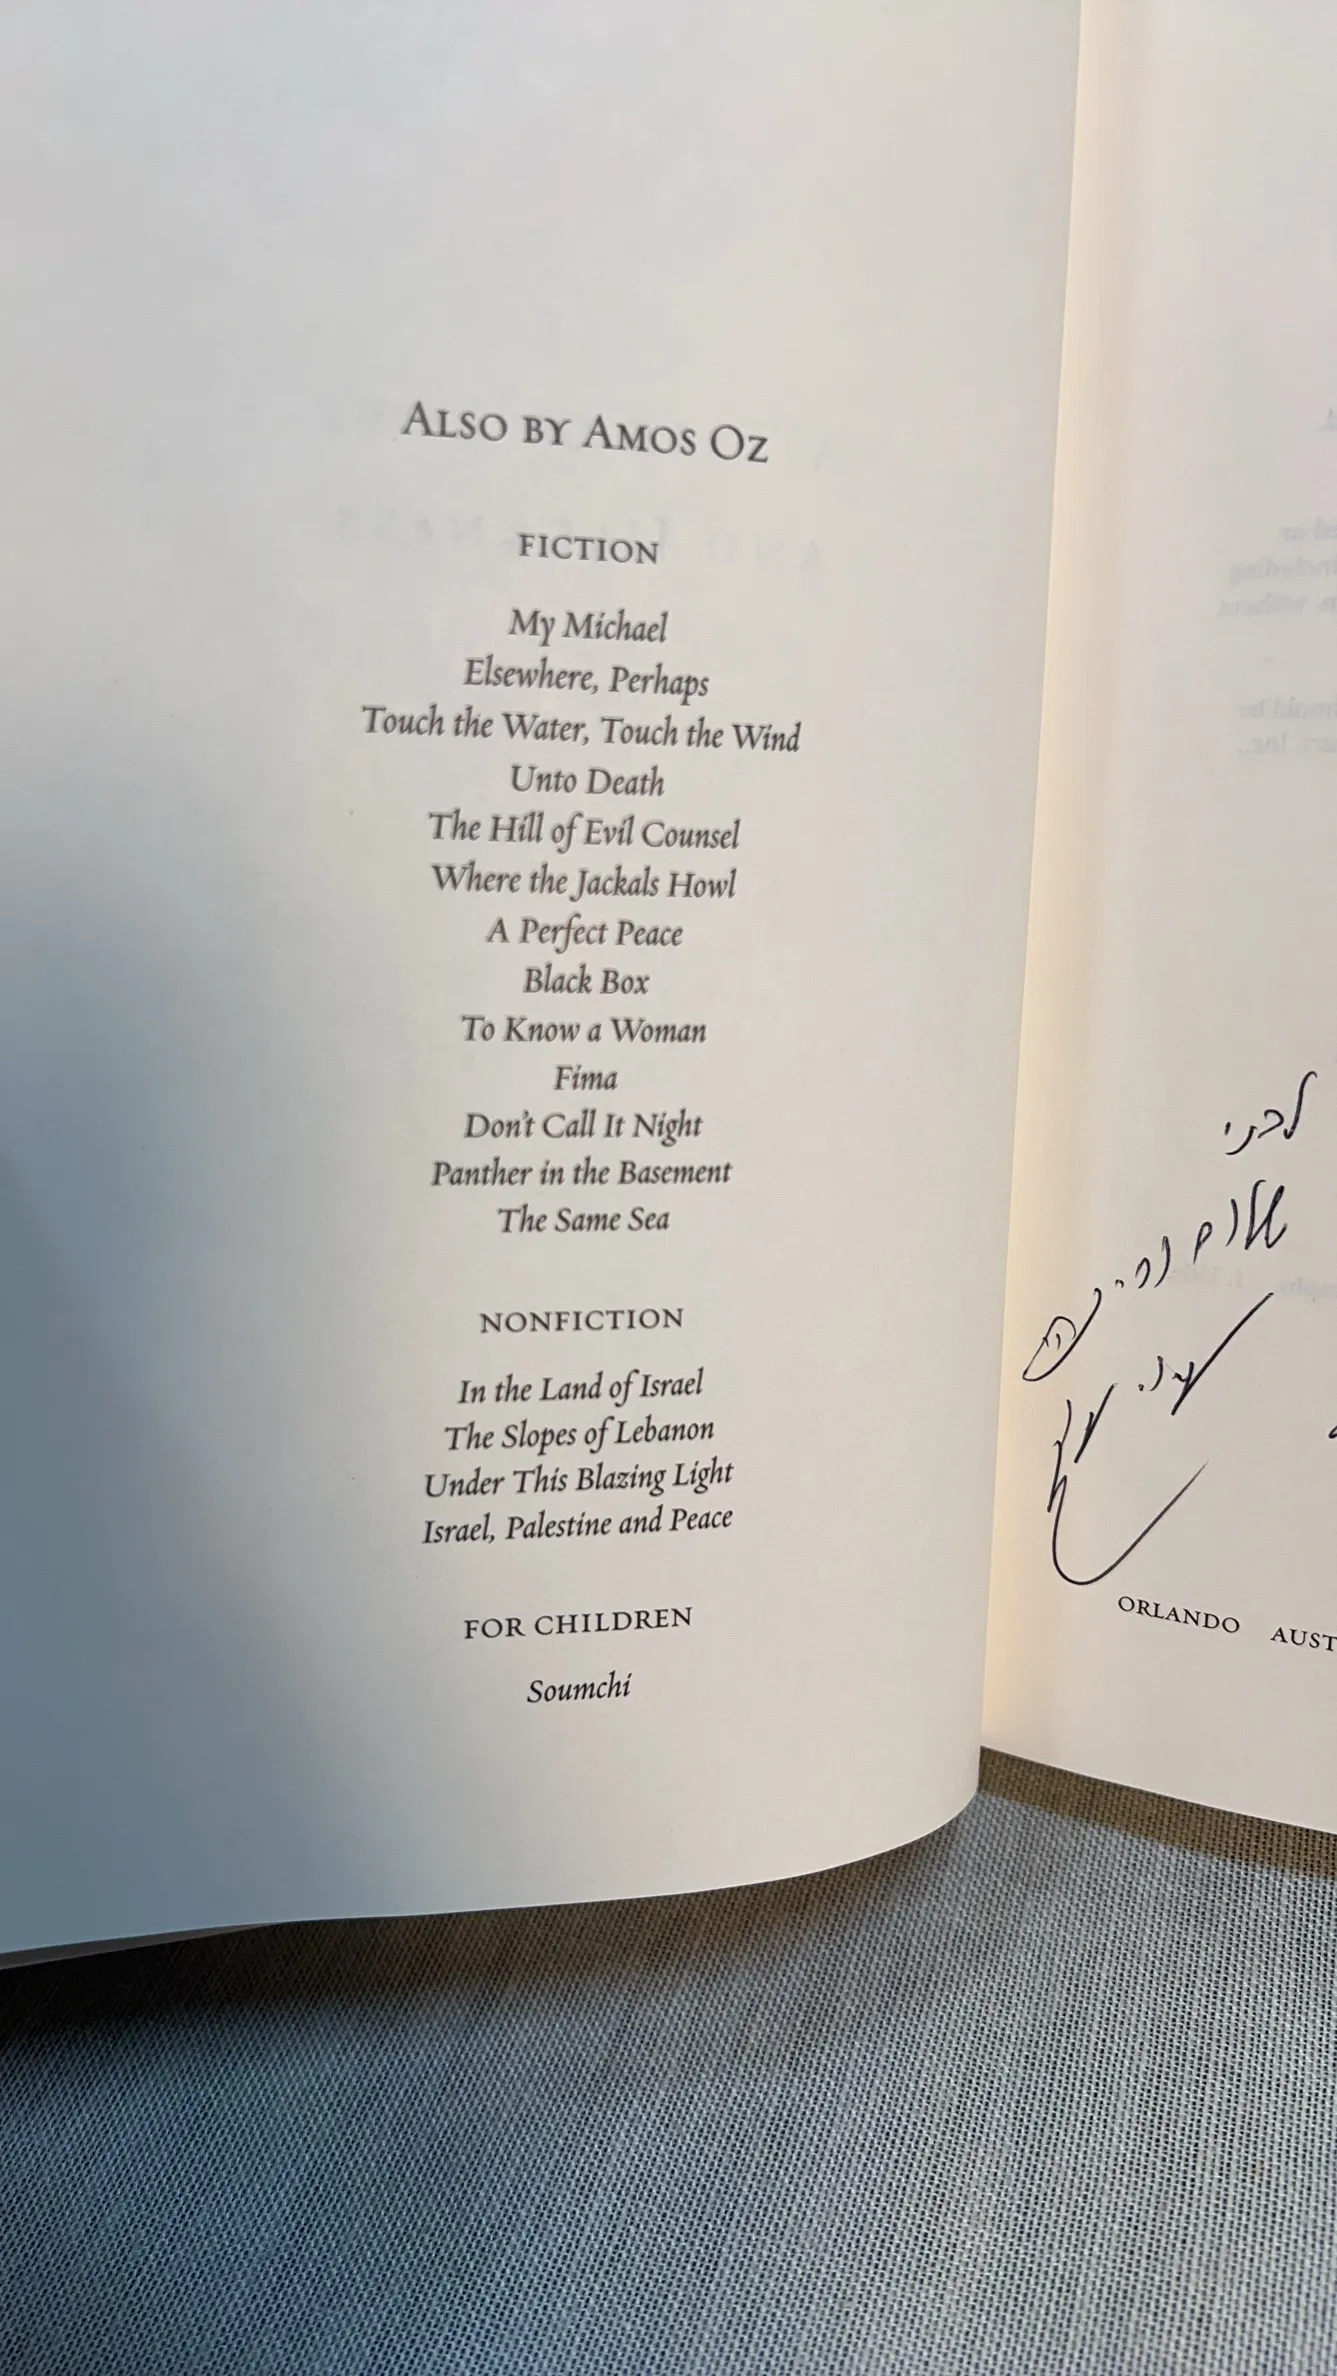 ALSO BY AMOS OZ
FICTION
My Michael
Elsewhere, Perhaps
Touch the Water, Touch the Wind
Unto Death
The Hill of Evil Counsel
Where the Jackals Howl
A Perfect Peace
Black Box
To Know a Woman
Fima
Don't Call It Night
Panther in the Basement
The Same Sea
NONFICTION
In the Land of Israel
The Slopes of Lebanon
Under This Blazing Light
Israel, Palestine and Peace
FOR CHILDREN
Soumchi
שלום
ORLANDO AUST